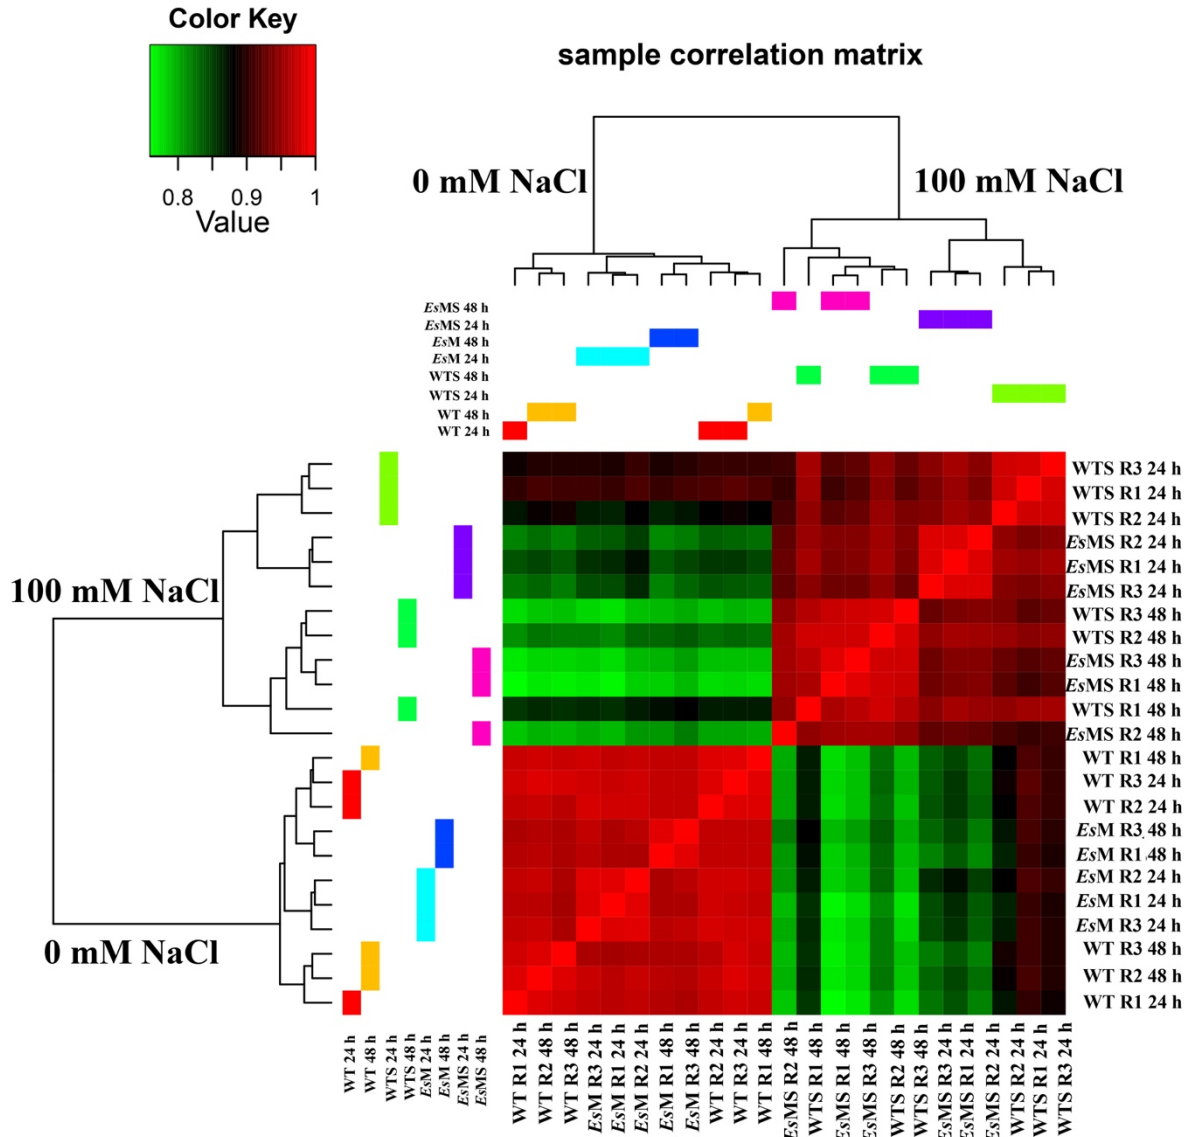 Color Key
0.8 0.9 1
Value
sample correlation matrix
0 mM NaCl
100 mM NaCl
EsMS 48 h
EsMS 24 h
EsM 48 h
EsM 24 h
WTS 48 h
WTS 24 h
WT 48 h
WT 24 h
100 mM NaCl
0 mM NaCl
WTS R3 24 h
WTS R1 24 h
WTS R2 24 h
EsMS R2 24 h
EsMS R1 24 h
EsMS R3 24 h
WTS R3 48 h
WTS R2 48 h
EsMS R3 48 h
EsMS R1 48 h
WTS R1 48 h
EsMS R2 48 h
WT R1 48 h
WT R3 24 h
WT R2 24 h
EsM R3 48 h
EsM R1 48 h
EsM R2 24 h
EsM R1 24 h
EsM R3 24 h
WT R3 48 h
WT R2 48 h
WT R1 24 h
WT 24 h
WT 48 h
WTS 24 h
WTS 48 h
EsM 24 h
EsM 48 h
EsMS 24 h
EsMS 48 h
WT R1 24 h
WT R2 48 h
WT R3 48 h
EsM R3 24 h
EsM R1 24 h
EsM R2 24 h
EsM R1 48 h
EsM R3 48 h
WT R2 24 h
WT R3 24 h
WT R1 48 h
EsMS R2 48 h
WTS R1 48 h
EsMS R1 48 h
EsMS R3 48 h
WTS R2 48 h
WTS R3 48 h
EsMS R3 24 h
EsMS R1 24 h
EsMS R2 24 h
WTS R2 24 h
WTS R1 24 h
WTS R3 24 h